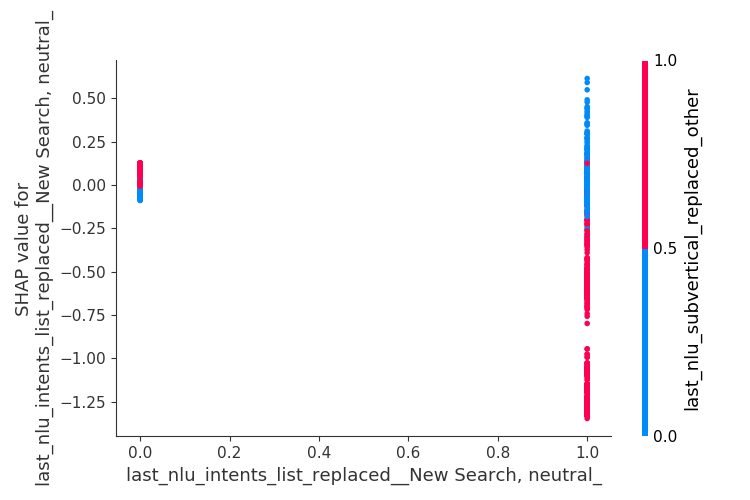 SHAP value for
last_nlu_intents_list_replaced__New Search, neutral_
0.50
0.25
0.00
−0.25
−0.50
−0.75
−1.00
−1.25
0.0 0.2 0.4 0.6 0.8 1.0
last_nlu_intents_list_replaced__New Search, neutral_
1.0
0.5
0.0
last_nlu_subvertical_replaced_other